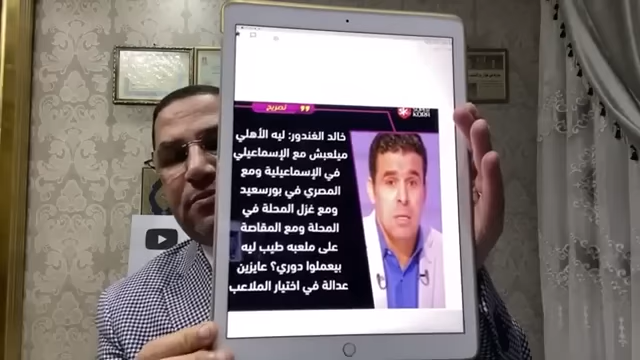 تصريح
KORA
خالد الغندور: ليه الأهلي
ميلعبش مع الإسماعيلي
في الإسماعيلية ومع
المصري في بورسعيد
ومع غزل المحلة في
المحلة ومع المقاصة
على ملعبه طيب ليه
بيعملوا دوري؟ عايزين
عدالة في اختيار الملاعب